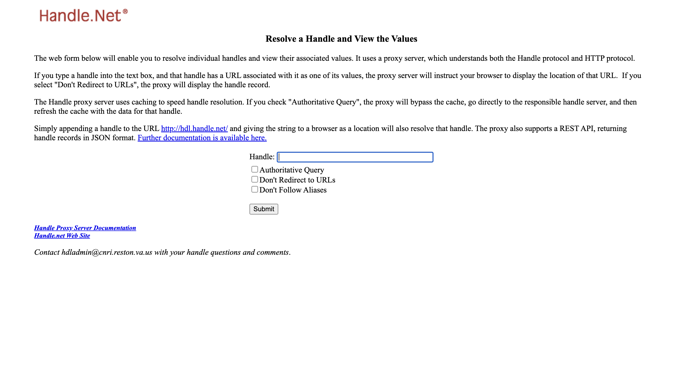 Handle.Net®
Resolve a Handle and View the Values
The web form below will enable you to resolve individual handles and view their associated values. It uses a proxy server, which understands both the Handle protocol and HTTP protocol.
If you type a handle into the text box, and that handle has a URL associated with it as one of its values, the proxy server will instruct your browser to display the location of that URL. If you
select "Don't Redirect to URLs", the proxy will display the handle record.
The Handle proxy server uses caching to speed handle resolution. If you check "Authoritative Query", the proxy will bypass the cache, go directly to the responsible handle server, and then
refresh the cache with the data for that handle.
Simply appending a handle to the URL http://hdl.handle.net/ and giving the string to a browser as a location will also resolve that handle. The proxy also supports a REST API, returning
handle records in JSON format. Further documentation is available here.
Handle:
Authoritative Query
Don't Redirect to URLs
Don't Follow Aliases
Submit
Handle Proxy Server Documentation
Handle.net Web Site
Contact hdladmin@cnri.reston.va.us with your handle questions and comments.